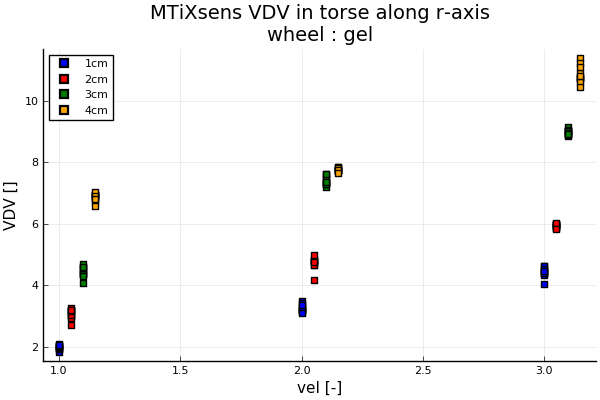 MTiXsens VDV in torse along r-axis
wheel : gel
1cm
2cm
3cm
4cm
VDV []
10
8
6
4
2
1.0
1.5
2.0
2.5
3.0
vel [-]